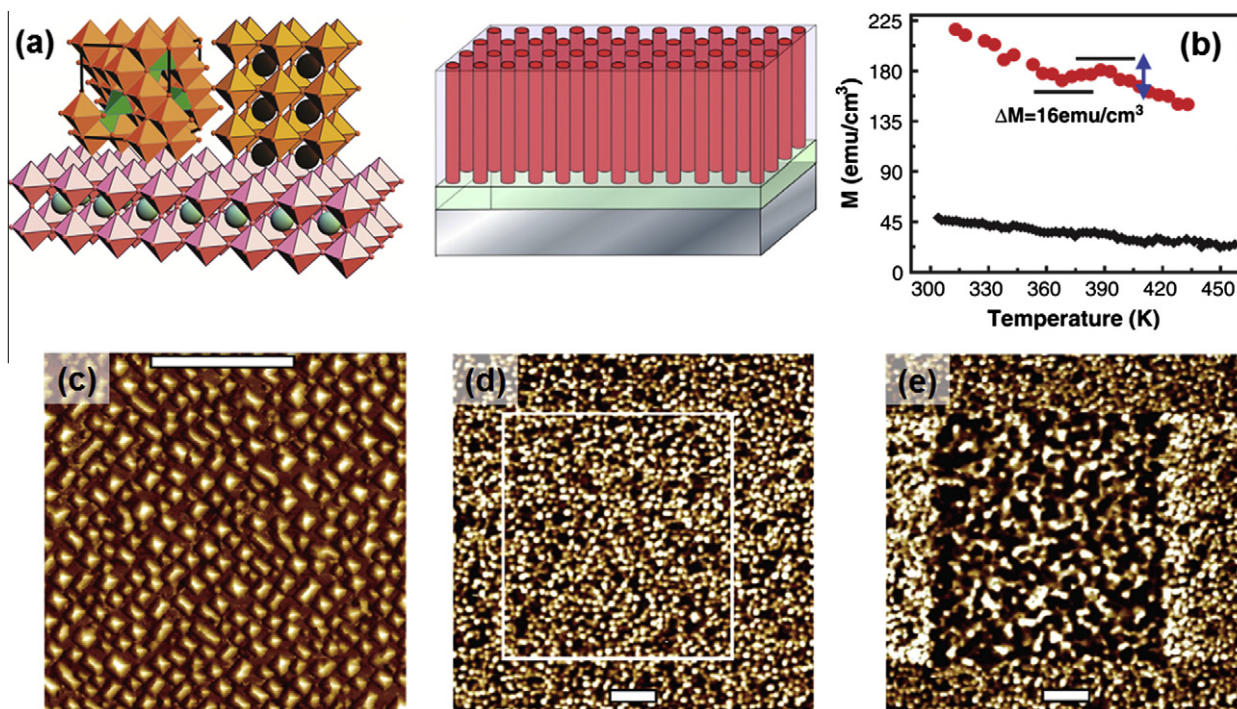 (a)
(b)
225
180
135
90
45
0
M (emu/cm³)
ΔM=16emu/cm³
300 330 360 390 420 450
Temperature (K)
(c)
(d)
(e)